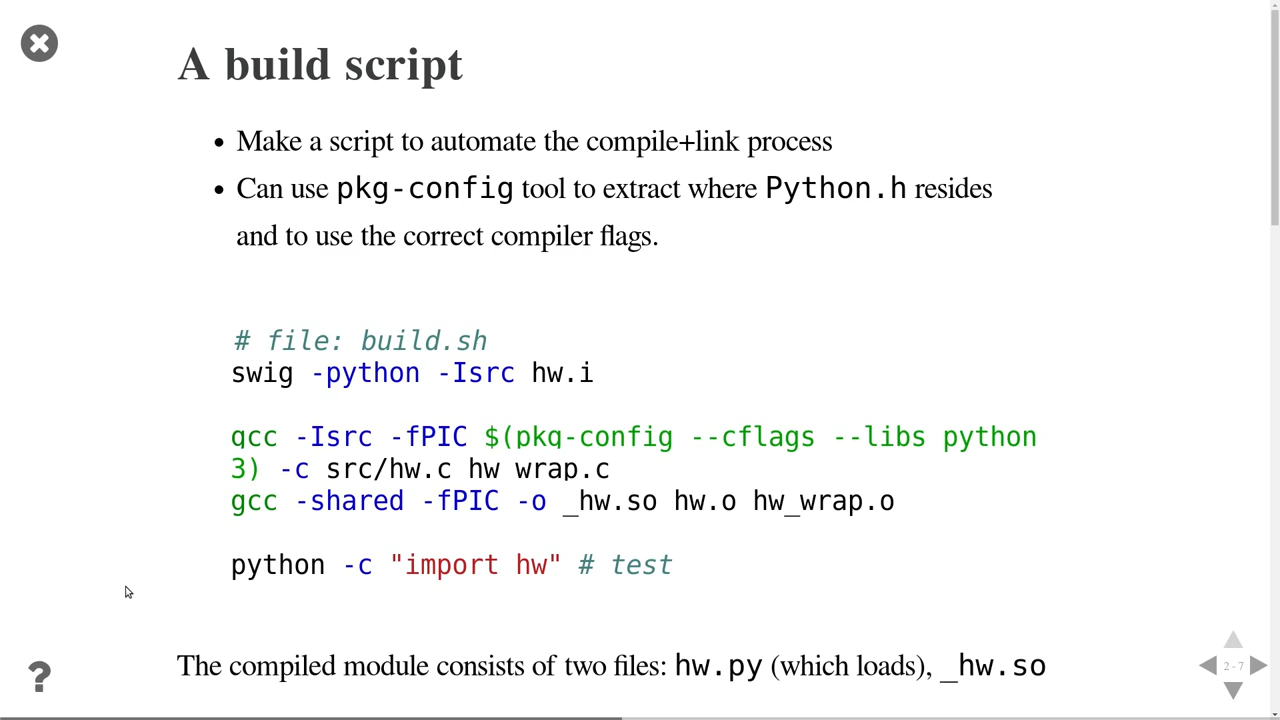 A build script
• Make a script to automate the compile+link process
• Can use pkg-config tool to extract where Python.h resides
and to use the correct compiler flags.
# file: build.sh
swig -python -Isrc hw.i
gcc -Isrc -fPIC $(pkg-config --cflags --libs python
3) -c src/hw.c hw_wrap.c
gcc -shared -fPIC -o _hw.so hw.o hw_wrap.o
python -c "import hw" # test
The compiled module consists of two files: hw.py (which loads), _hw.so
?
2 - 7